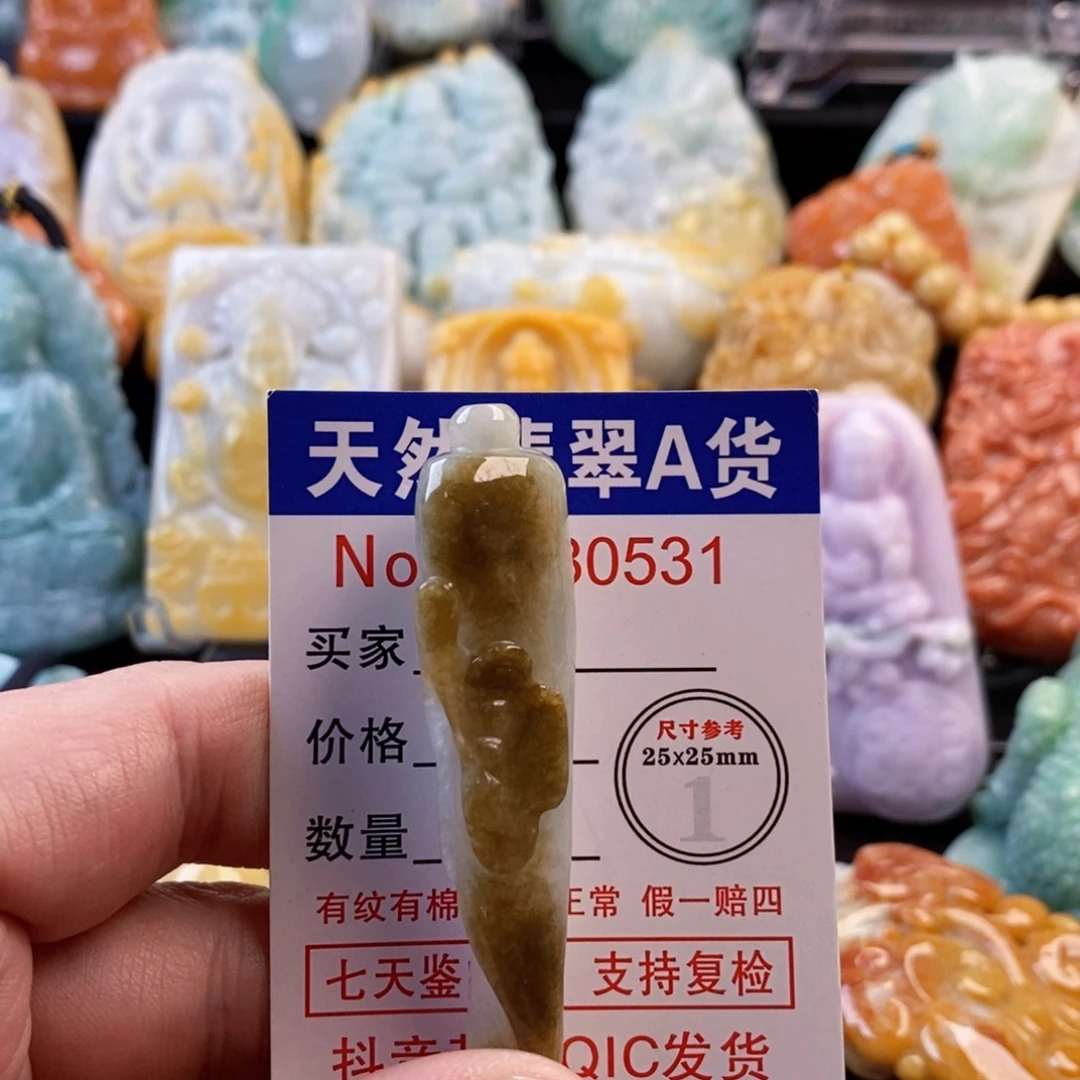 天然翡翠A货
No 30531
买家
价格
尺寸参考
25x25mm
1
数量
有纹有棉 正常 假一赔四
七天鉴 支持复检
抖音 QIC发货